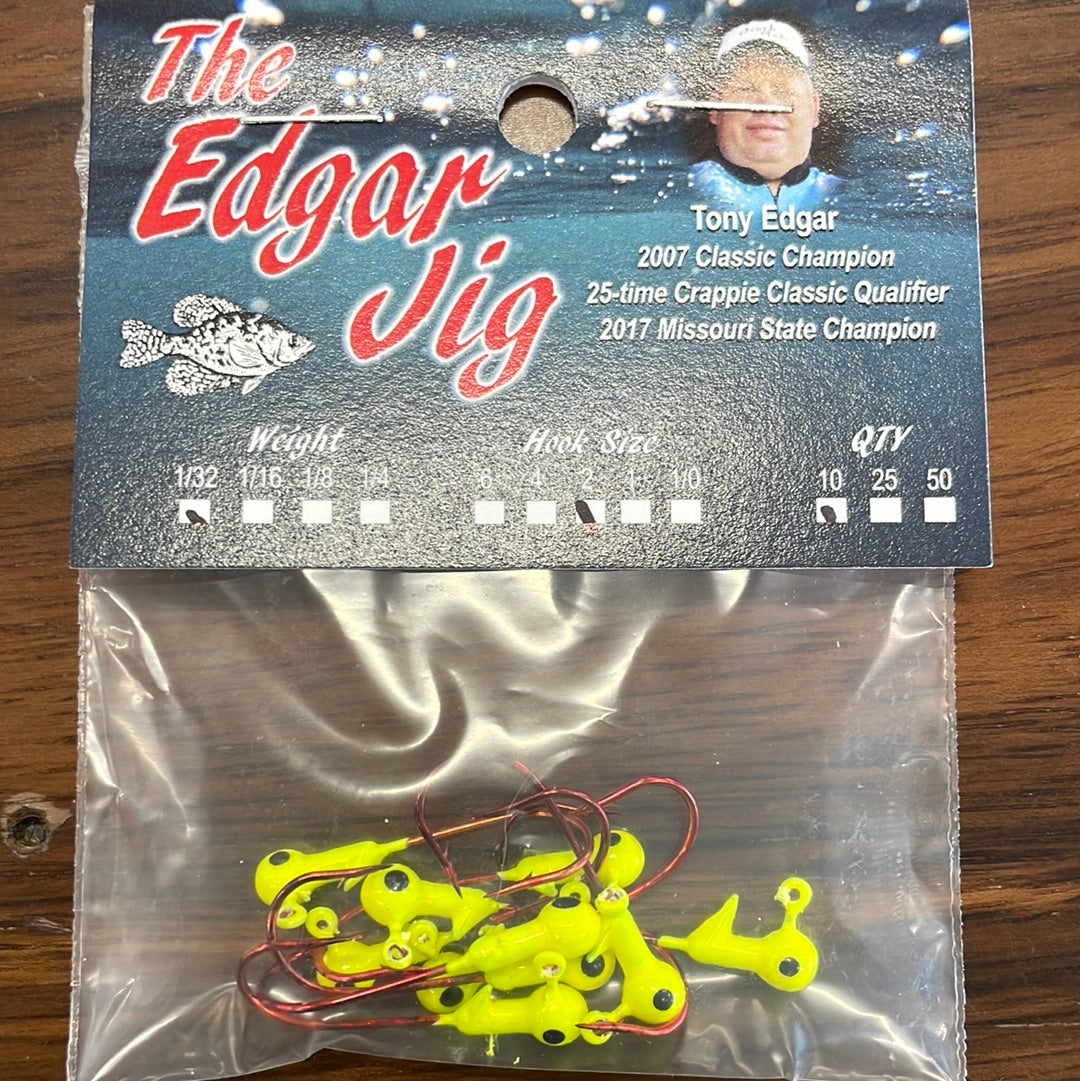 The
Edgar
Jig
Tony Edgar
2007 Classic Champion
25-time Crappie Classic Qualifier
2017 Missouri State Champion
Weight
1/32 1/16 1/8 1/4
Hook Size
6 4 2 1 1/0
QTY
10 25 50